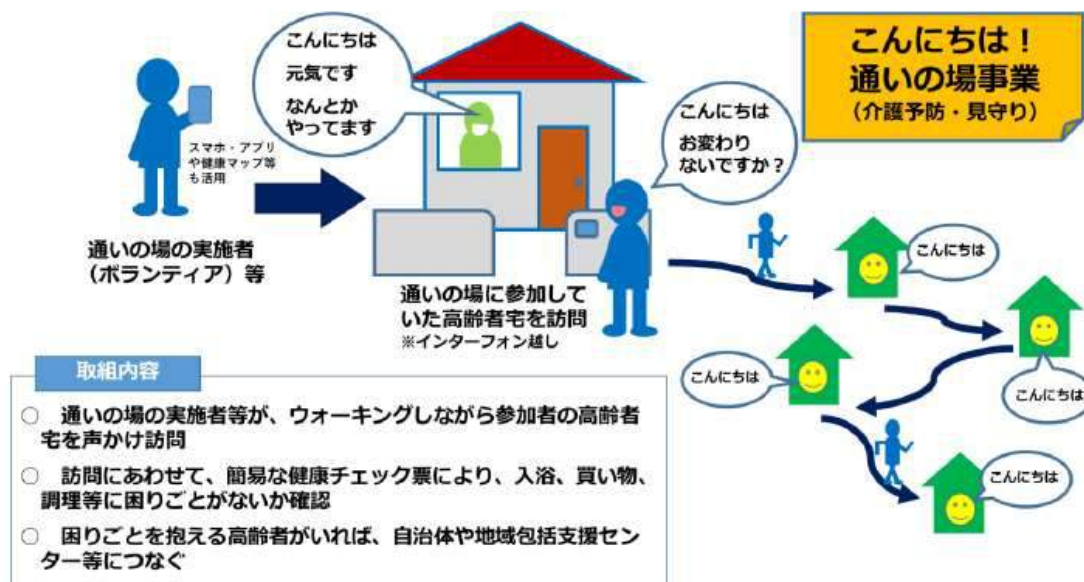 こんにちは！
通いの場事業
（介護予防・見守り）
こんにちは
元気です
なんとか
やってます
こんにちは
お変わり
ないですか？
スマホ・アプリ
や健康マップ等
も活用
通いの場の実施者
（ボランティア）等
通いの場に参加して
いた高齢者宅を訪問
※インターフォン越し
こんにちは
こんにちは
こんにちは
こんにちは
取組内容
○　通いの場の実施者等が、ウォーキングしながら参加者の高齢者
宅を声かけ訪問
○　訪問にあわせて、簡易な健康チェック票により、入浴、買い物、
調理等に困りごとがないか確認
○　困りごとを抱える高齢者がいれば、自治体や地域包括支援セン
ター等につなぐ